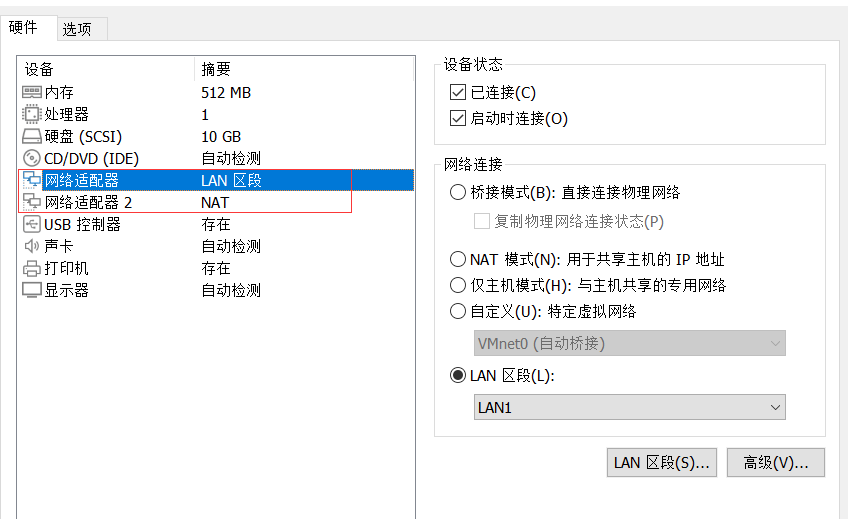 硬件 选项
设备 摘要
内存 512 MB
处理器 1
硬盘 (SCSI) 10 GB
CD/DVD (IDE) 自动检测
网络适配器 LAN 区段
网络适配器 2 NAT
USB 控制器 存在
声卡 自动检测
打印机 存在
显示器 自动检测
设备状态
已连接(C)
启动时连接(O)
网络连接
桥接模式(B): 直接连接物理网络
复制物理网络连接状态(P)
NAT 模式(N): 用于共享主机的 IP 地址
仅主机模式(H): 与主机共享的专用网络
自定义(U): 特定虚拟网络
VMnet0 (自动桥接)
LAN 区段(L):
LAN1
LAN 区段(S)... 高级(V)...